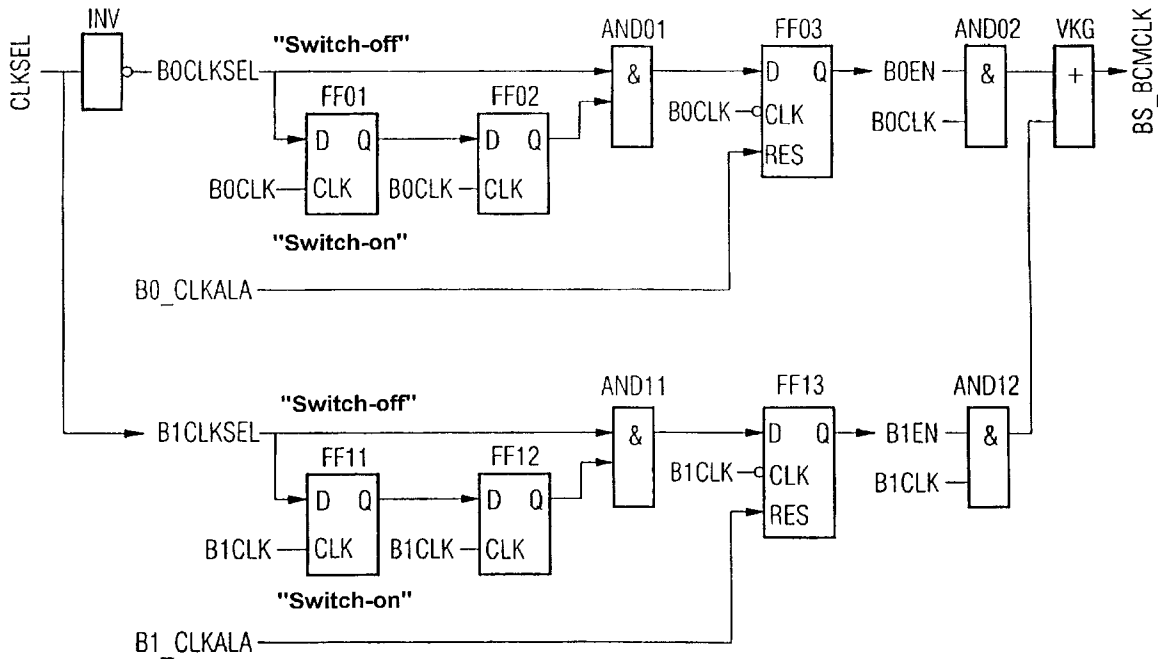 INV
CLKSEL
B0CLKSEL
"Switch-off"
FF01
D Q
B0CLK
CLK
FF02
D Q
B0CLK
CLK
"Switch-on"
B0_CLKALA
AND01
&
FF03
D Q
B0CLK
CLK
RES
B0EN
B0CLK
AND02
&
VKG
+
BS_BCMCLK
B1CLKSEL
"Switch-off"
FF11
D Q
B1CLK
CLK
FF12
D Q
B1CLK
CLK
"Switch-on"
B1_CLKALA
AND11
&
FF13
D Q
B1CLK
CLK
RES
B1EN
B1CLK
AND12
&